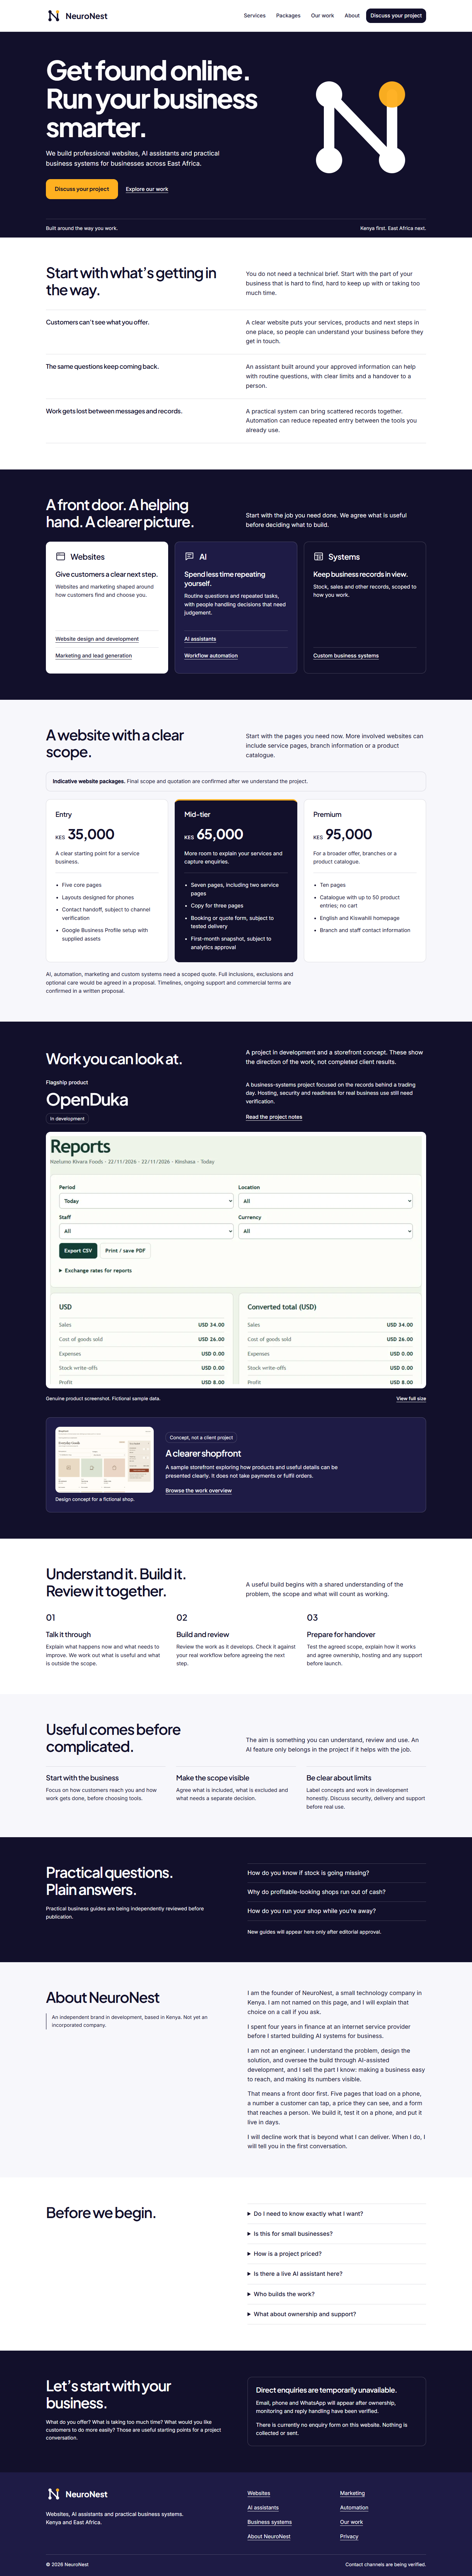 NeuroNest
Services
Packages
Our work
About
Discuss your project
Get found online.
Run your business
smarter.
We build professional websites, AI assistants and practical
business systems for businesses across East Africa.
Discuss your project
Explore our work
Built around the way you work.
Kenya first. East Africa next.
Start with what's getting in
the way.
You do not need a technical brief. Start with the part of your
business that is hard to find, hard to keep up with or taking too
much time.
Customers can't see what you offer.
A clear website puts your services, products and next steps in
one place, so people can understand your business before they
get in touch.
The same questions keep coming back.
An assistant built around your approved information can help
with routine questions, with clear limits and a handover to a
person.
Work gets lost between messages and records.
A practical system can bring scattered records together.
Automation can reduce repeated entry between the tools you
already use.
A front door. A helping
hand. A clearer picture.
Start with the job you need done. We agree what is useful
before deciding what to build.
Websites
Give customers a clear next step.
Websites and marketing shaped around
how customers find and choose you.
Website design and development
Marketing and lead generation
AI
Spend less time repeating
yourself.
Routine questions and repeated tasks,
with people handling decisions that need
judgement.
AI assistants
Workflow automation
Systems
Keep business records in view.
Stock, sales and other records, scoped to
how you work.
Custom business systems
A website with a clear
scope.
Start with the pages you need now. More involved websites can
include service pages, branch information or a product
catalogue.
Indicative website packages. Final scope and quotation are confirmed after we understand the project.
Entry
KES 35,000
A clear starting point for a service
business.
Five core pages
Layouts designed for phones
Contact handoff, subject to channel
verification
Google Business Profile setup with
supplied assets
Mid-tier
KES 65,000
More room to explain your services and
capture enquiries.
Seven pages, including two service
pages
Copy for three pages
Booking or quote form, subject to
tested delivery
First-month snapshot, subject to
analytics approval
Premium
KES 95,000
For a broader offer, branches or a
product catalogue.
Ten pages
Catalogue with up to 50 product
entries; no cart
English and Kiswahili homepage
Branch and staff contact information
AI, automation, marketing and custom systems need a scoped quote. Full inclusions, exclusions and
optional care would be agreed in a proposal. Timelines, ongoing support and commercial terms are
confirmed in a written proposal.
Work you can look at.
A project in development and a storefront concept. These show
the direction of the work, not completed client results.
Flagship product
OpenDuka
In development
A business-systems project focused on the records behind a trading
day. Hosting, security and readiness for real business use still need
verification.
Read the project notes
Reports
Nzelumo Kivara Foods · 22/11/2026 - 22/11/2026 · Kinshasa · Today
Period
Today
Location
All
Staff
All
Currency
All
Export CSV
Print / save PDF
Exchange rates for reports
USD
Sales USD 34.00
Cost of goods sold USD 26.00
Expenses USD 0.00
Stock write-offs USD 0.00
Profit USD 8.00
Converted total (USD)
Sales USD 34.00
Cost of goods sold USD 26.00
Expenses USD 0.00
Stock write-offs USD 0.00
Profit USD 8.00
Genuine product screenshot. Fictional sample data.
View full size
Everyday Goods
Design concept for a fictional shop.
Concept, not a client project
A clearer shopfront
A sample storefront exploring how products and useful details can be
presented clearly. It does not take payments or fulfil orders.
Browse the work overview
Understand it. Build it.
Review it together.
A useful build begins with a shared understanding of the
problem, the scope and what will count as working.
01
Talk it through
Explain what happens now and what needs to
improve. We work out what is useful and what
is outside the scope.
02
Build and review
Review the work as it develops. Check it against
your real workflow before agreeing the next
step.
03
Prepare for handover
Test the agreed scope, explain how it works
and agree ownership, hosting and any support
before launch.
Useful comes before
complicated.
The aim is something you can understand, review and use. An
AI feature only belongs in the project if it helps with the job.
Start with the business
Focus on how customers reach you and how
work gets done, before choosing tools.
Make the scope visible
Agree what is included, what is excluded and
what needs a separate decision.
Be clear about limits
Label concepts and work in development
honestly. Discuss security, delivery and support
before real use.
Practical questions.
Plain answers.
Practical business guides are being independently reviewed before
publication.
How do you know if stock is going missing?
Why do profitable-looking shops run out of cash?
How do you run your shop while you're away?
New guides will appear here only after editorial approval.
About NeuroNest
An independent brand in development, based in Kenya. Not yet an
incorporated company.
I am the founder of NeuroNest, a small technology company in
Kenya. I am not named on this page, and I will explain that
choice on a call if you ask.
I spent four years in finance at an internet service provider
before I started building AI systems for business.
I am not an engineer. I understand the problem, design the
solution, and oversee the build through AI-assisted
development, and I sell the part I know: making a business easy
to reach, and making its numbers visible.
That means a front door first. Five pages that load on a phone,
a number a customer can tap, a price they can see, and a form
that reaches a person. We build it, test it on a phone, and put it
live in days.
I will decline work that is beyond what I can deliver. When I do, I
will tell you in the first conversation.
Before we begin.
Do I need to know exactly what I want?
Is this for small businesses?
How is a project priced?
Is there a live AI assistant here?
Who builds the work?
What about ownership and support?
Let's start with your
business.
What do you offer? What is taking too much time? What would you like
customers to do more easily? Those are useful starting points for a project
conversation.
Direct enquiries are temporarily unavailable.
Email, phone and WhatsApp will appear after ownership,
monitoring and reply handling have been verified.
There is currently no enquiry form on this website. Nothing is
collected or sent.
NeuroNest
Websites, AI assistants and practical business systems.
Kenya and East Africa.
Websites
Marketing
AI assistants
Automation
Business systems
Our work
About NeuroNest
Privacy
© 2026 NeuroNest
Contact channels are being verified.